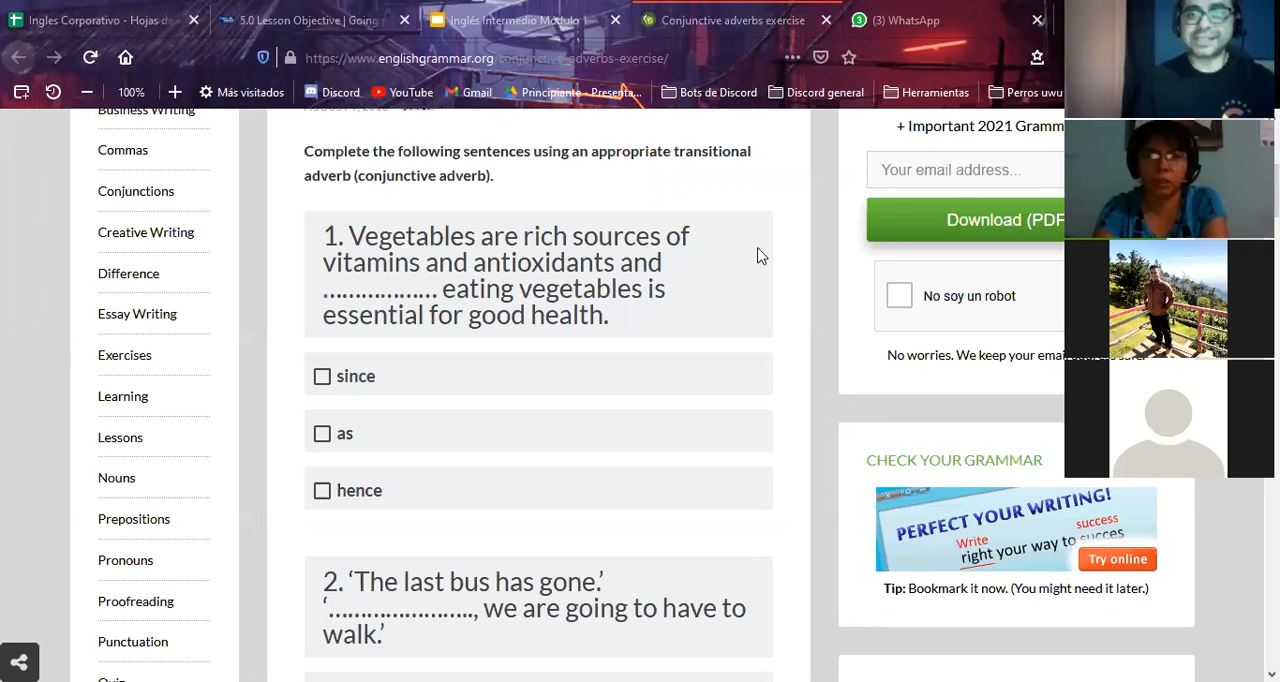 Ingles Corporativo - Hojas de
5.0 Lesson Objective | Going
Inglés Intermedio Módulo 1
Conjunctive adverbs exercise
(3) WhatsApp
https://www.englishgrammar.org/conjunctive-adverbs-exercise/
100%
Más visitados
Discord
YouTube
Gmail
Principiante - Presenta...
Bots de Discord
Discord general
Herramientas
Perros uwu
Business Writing
Commas
Conjunctions
Creative Writing
Difference
Essay Writing
Exercises
Learning
Lessons
Nouns
Prepositions
Pronouns
Proofreading
Punctuation
Quiz
Complete the following sentences using an appropriate transitional
adverb (conjunctive adverb).
1. Vegetables are rich sources of
vitamins and antioxidants and
……………… eating vegetables is
essential for good health.
since
as
hence
2. ‘The last bus has gone.’
‘………………….., we are going to have to
walk.’
+ Important 2021 Gramm
Your email address...
Download (PDF
No soy un robot
No worries. We keep your email address safe!
CHECK YOUR GRAMMAR
PERFECT YOUR WRITING!
Write success
right your way to succes
Try online
Tip: Bookmark it now. (You might need it later.)